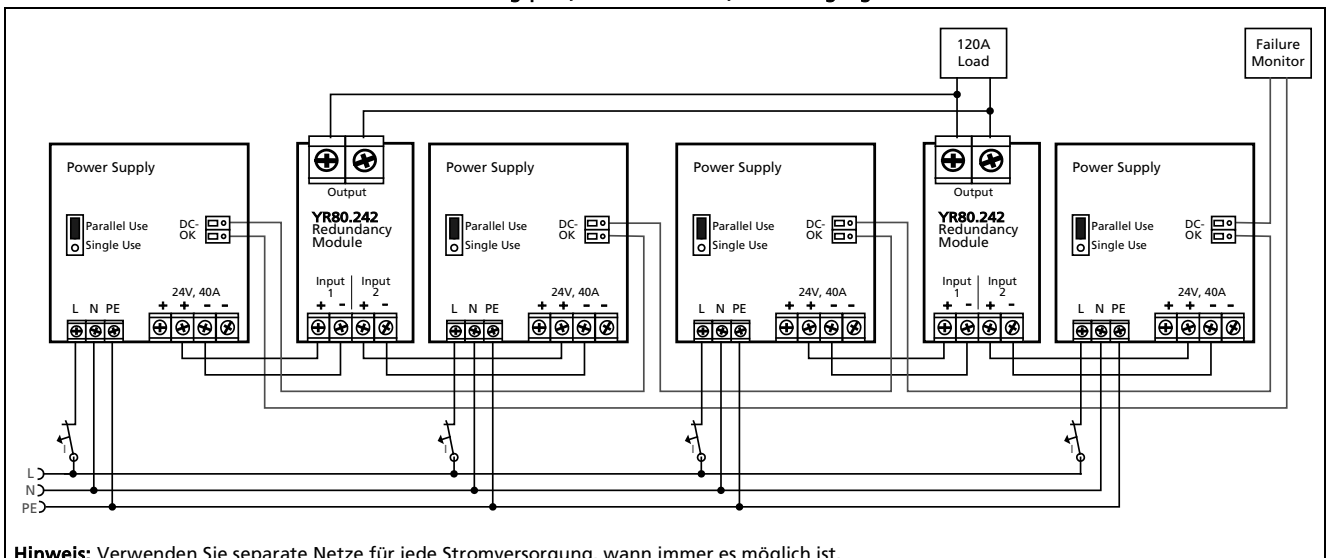 120A
Load
Failure
Monitor
Power Supply
Parallel Use
Single Use
DC-
OK
24V, 40A
+ + - -
L N PE
Output
YR80.242
Redundancy
Module
Input
1
Input
2
+ - + -
Power Supply
Parallel Use
Single Use
DC-
OK
24V, 40A
+ + - -
L N PE
Power Supply
Parallel Use
Single Use
DC-
OK
24V, 40A
+ + - -
L N PE
Output
YR80.242
Redundancy
Module
Input
1
Input
2
+ - + -
Power Supply
Parallel Use
Single Use
DC-
OK
24V, 40A
+ + - -
L N PE
I
I
I
I
L
N
PE
Hinweis: Verwenden Sie separate Netze für jede Stromversorgung, wann immer es möglich ist